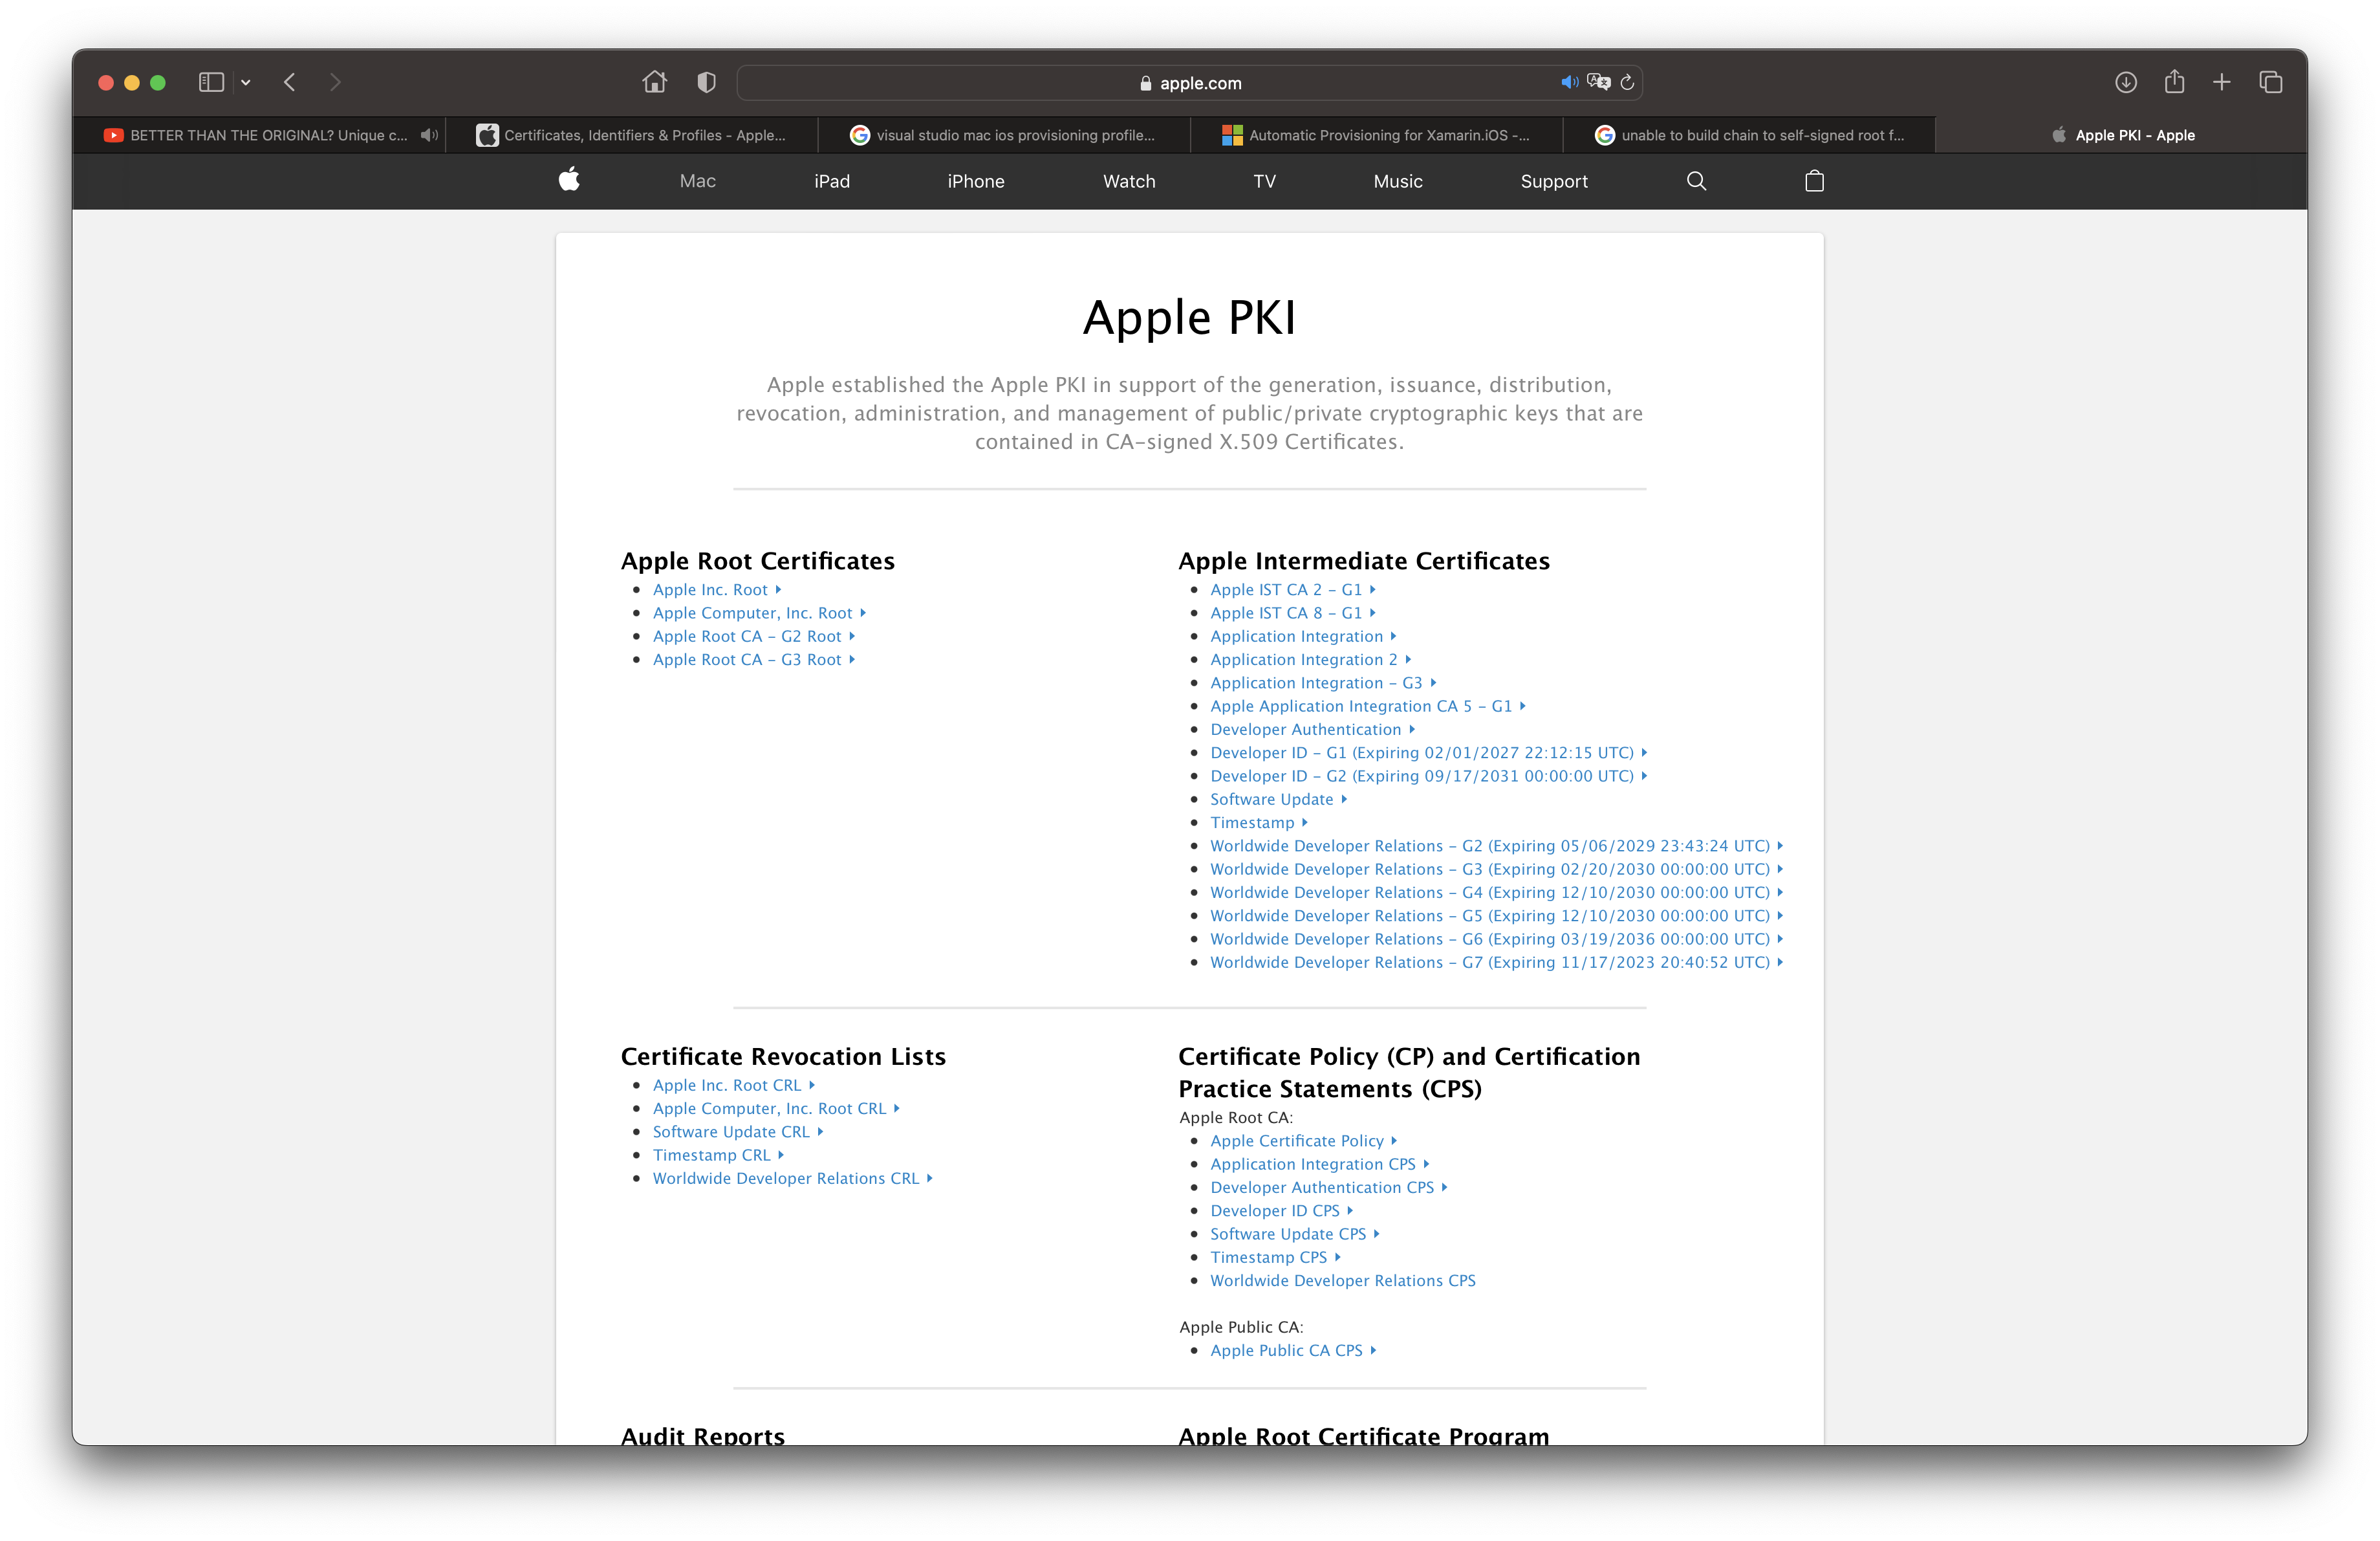 apple.com
BETTER THAN THE ORIGINAL? Unique c...
Certificates, Identifiers & Profiles - Apple...
visual studio mac ios provisioning profile...
Automatic Provisioning for Xamarin.iOS -...
unable to build chain to self-signed root f...
Apple PKI - Apple
Mac
iPad
iPhone
Watch
TV
Music
Support
Apple PKI
Apple established the Apple PKI in support of the generation, issuance, distribution,
revocation, administration, and management of public/private cryptographic keys that are
contained in CA-signed X.509 Certificates.
Apple Root Certificates
Apple Inc. Root
Apple Computer, Inc. Root
Apple Root CA - G2 Root
Apple Root CA - G3 Root
Apple Intermediate Certificates
Apple IST CA 2 - G1
Apple IST CA 8 - G1
Application Integration
Application Integration 2
Application Integration - G3
Apple Application Integration CA 5 - G1
Developer Authentication
Developer ID - G1 (Expiring 02/01/2027 22:12:15 UTC)
Developer ID - G2 (Expiring 09/17/2031 00:00:00 UTC)
Software Update
Timestamp
Worldwide Developer Relations - G2 (Expiring 05/06/2029 23:43:24 UTC)
Worldwide Developer Relations - G3 (Expiring 02/20/2030 00:00:00 UTC)
Worldwide Developer Relations - G4 (Expiring 12/10/2030 00:00:00 UTC)
Worldwide Developer Relations - G5 (Expiring 12/10/2030 00:00:00 UTC)
Worldwide Developer Relations - G6 (Expiring 03/19/2036 00:00:00 UTC)
Worldwide Developer Relations - G7 (Expiring 11/17/2023 20:40:52 UTC)
Certificate Revocation Lists
Apple Inc. Root CRL
Apple Computer, Inc. Root CRL
Software Update CRL
Timestamp CRL
Worldwide Developer Relations CRL
Certificate Policy (CP) and Certification
Practice Statements (CPS)
Apple Root CA:
Apple Certificate Policy
Application Integration CPS
Developer Authentication CPS
Developer ID CPS
Software Update CPS
Timestamp CPS
Worldwide Developer Relations CPS
Apple Public CA:
Apple Public CA CPS
Audit Reports
Apple Root Certificate Program